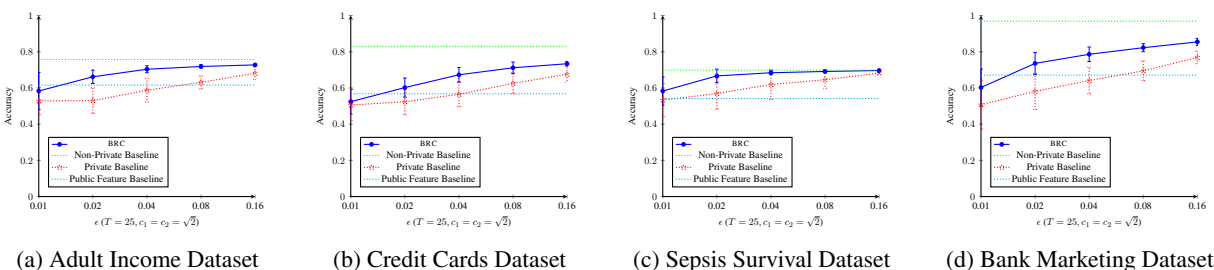 1
0.8
0.6
0.4
0.2
0
Accuracy
BRC
Non-Private Baseline
Private Baseline
Public Feature Baseline
0.01 0.02 0.04 0.08 0.16
ϵ (T = 25, c₁ = c₂ = √2)
(a) Adult Income Dataset
1
0.8
0.6
0.4
0.2
0
Accuracy
BRC
Non-Private Baseline
Private Baseline
Public Feature Baseline
0.01 0.02 0.04 0.08 0.16
ϵ (T = 25, c₁ = c₂ = √2)
(b) Credit Cards Dataset
1
0.8
0.6
0.4
0.2
0
Accuracy
BRC
Non-Private Baseline
Private Baseline
Public Feature Baseline
0.01 0.02 0.04 0.08 0.16
ϵ (T = 25, c₁ = c₂ = √2)
(c) Sepsis Survival Dataset
1
0.8
0.6
0.4
0.2
0
Accuracy
BRC
Non-Private Baseline
Private Baseline
Public Feature Baseline
0.01 0.02 0.04 0.08 0.16
ϵ (T = 25, c₁ = c₂ = √2)
(d) Bank Marketing Dataset